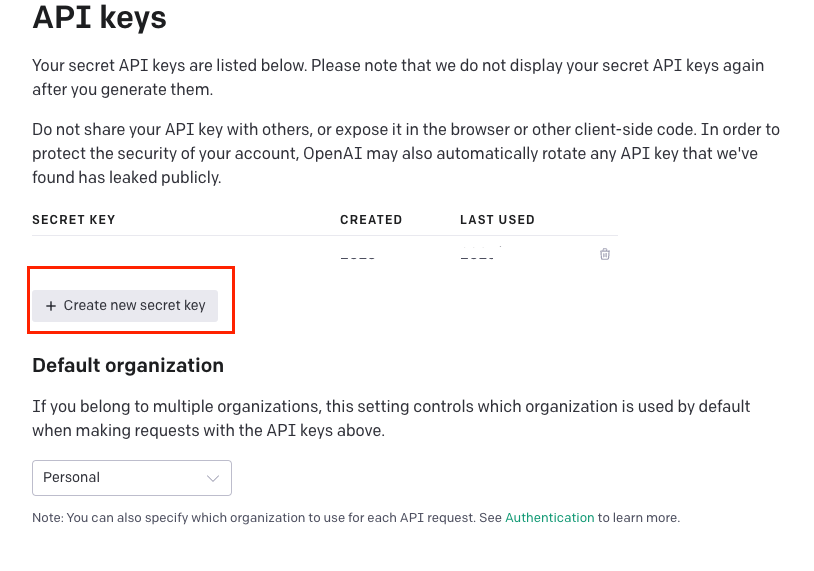 API keys
Your secret API keys are listed below. Please note that we do not display your secret API keys again
after you generate them.
Do not share your API key with others, or expose it in the browser or other client-side code. In order to
protect the security of your account, OpenAI may also automatically rotate any API key that we've
found has leaked publicly.
SECRET KEY CREATED LAST USED
+ Create new secret key
Default organization
If you belong to multiple organizations, this setting controls which organization is used by default
when making requests with the API keys above.
Personal
Note: You can also specify which organization to use for each API request. See Authentication to learn more.